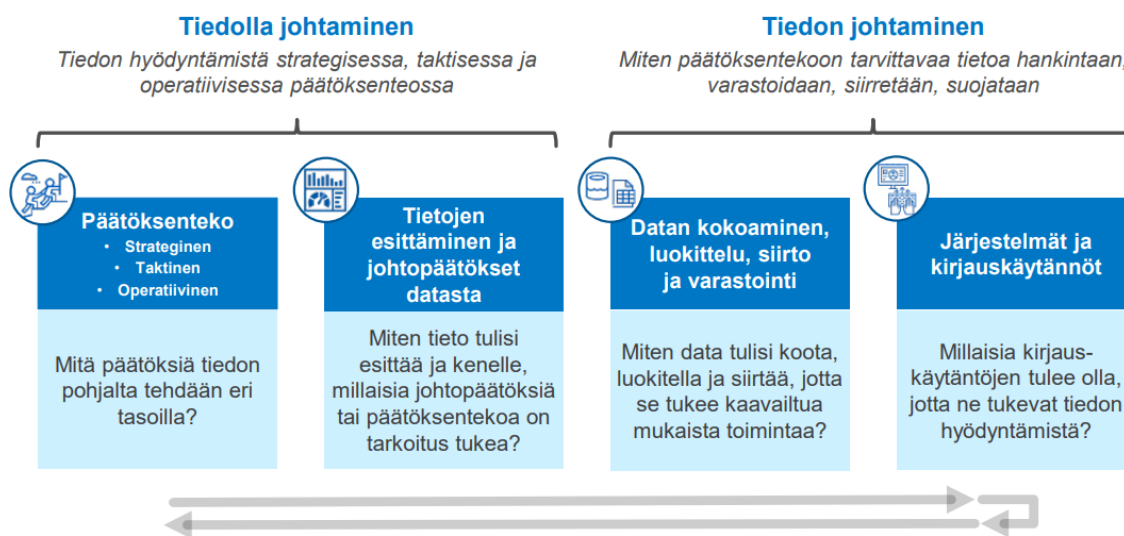 Tiedolla johtaminen
Tiedon hyödyntämistä strategisessa, taktisessa ja
operatiivisessa päätöksenteossa
Tiedon johtaminen
Miten päätöksentekoon tarvittavaa tietoa hankintaan,
varastoidaan, siirretään, suojataan
Päätöksenteko
• Strateginen
• Taktinen
• Operatiivinen
Mitä päätöksiä tiedon
pohjalta tehdään eri
tasoilla?
Tietojen
esittäminen ja
johtopäätökset
datasta
Miten tieto tulisi
esittää ja kenelle,
millaisia johtopäätöksiä
tai päätöksentekoa on
tarkoitus tukea?
Datan kokoaminen,
luokittelu, siirto
ja varastointi
Miten data tulisi koota,
luokitella ja siirtää, jotta
se tukee kaavailtua
mukaista toimintaa?
Järjestelmät ja
kirjauskäytännöt
Millaisia kirjaus-
käytäntöjen tulee olla,
jotta ne tukevat tiedon
hyödyntämistä?